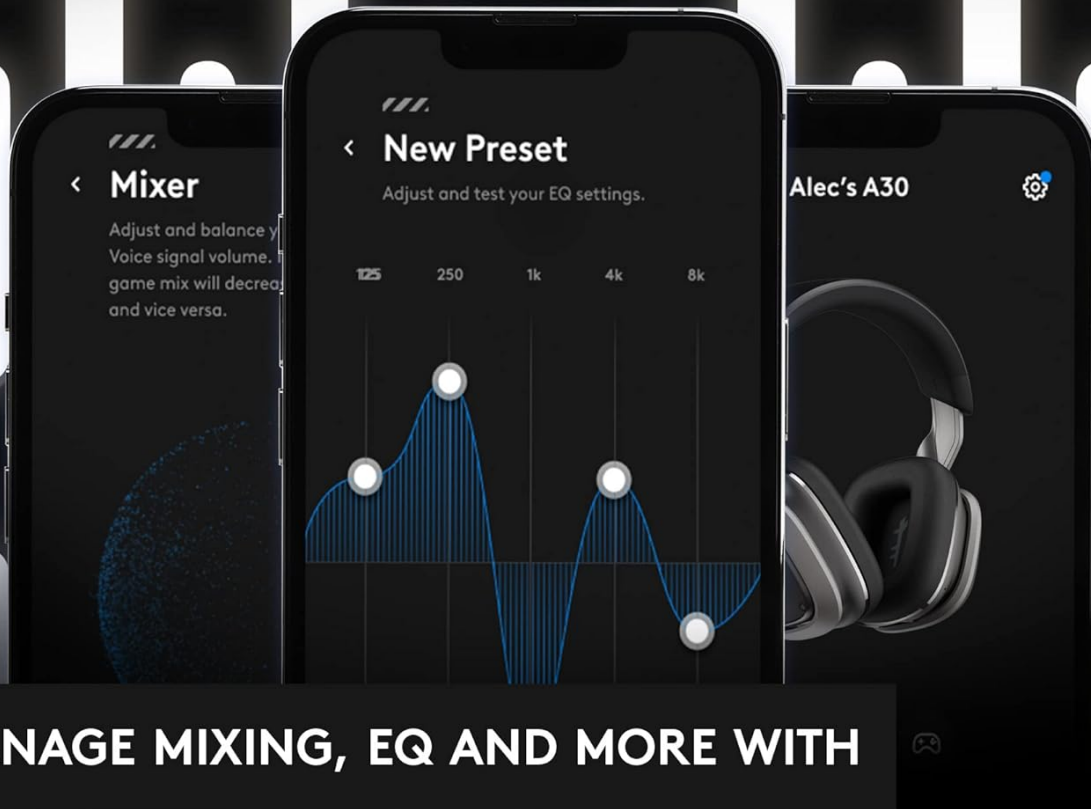 Mixer
Adjust and balance y
Voice signal volume.
game mix will decrea
and vice versa.
New Preset
Adjust and test your EQ settings.
125 250 1k 4k 8k
Alec's A30
NAGE MIXING, EQ AND MORE WITH